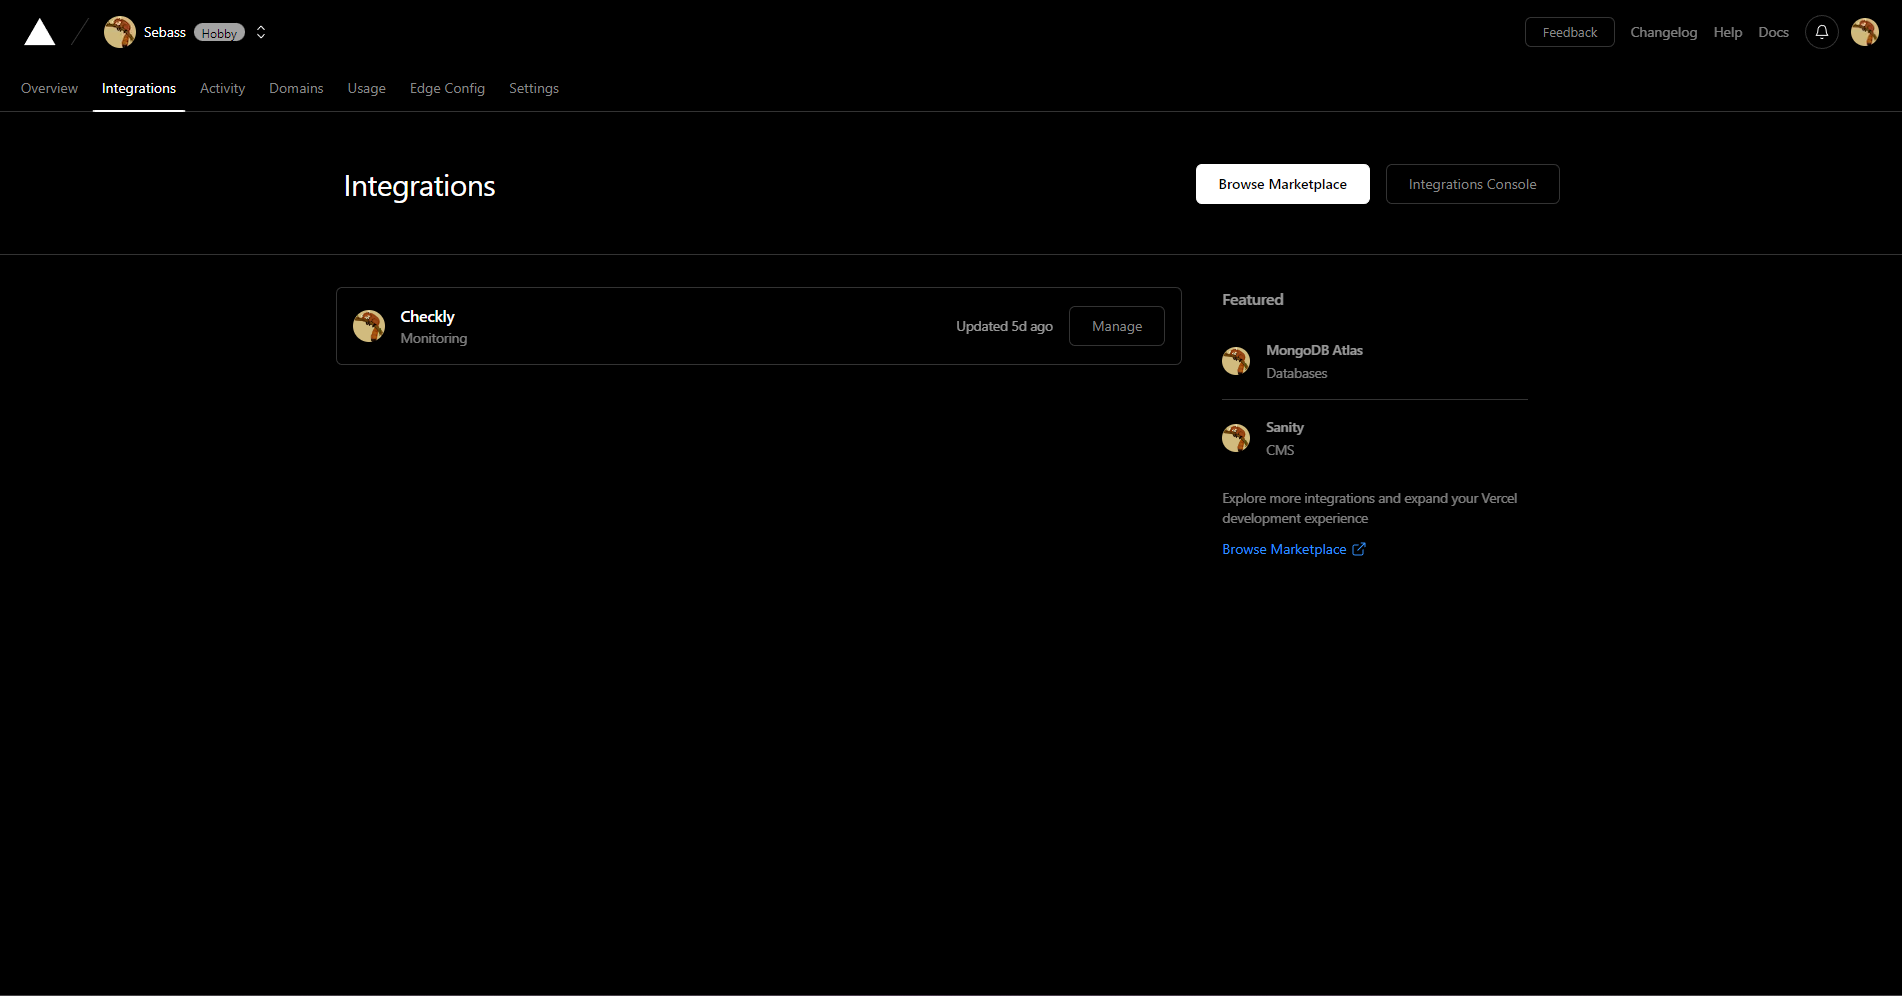 Sebass Hobby
Feedback Changelog Help Docs
Overview Integrations Activity Domains Usage Edge Config Settings
Integrations
Browse Marketplace Integrations Console
Checkly
Monitoring
Updated 5d ago Manage
Featured
MongoDB Atlas
Databases
Sanity
CMS
Explore more integrations and expand your Vercel
development experience
Browse Marketplace